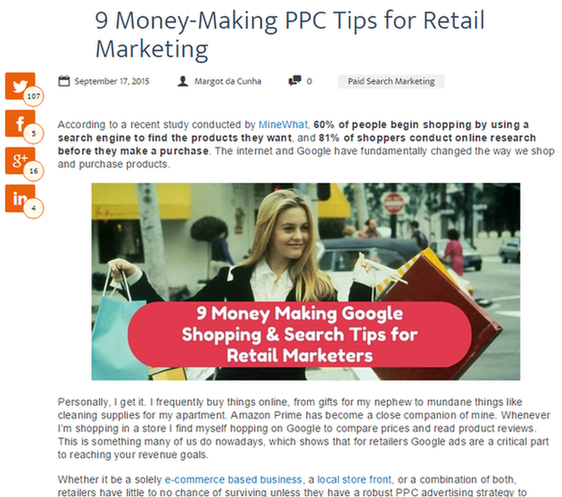 9 Money-Making PPC Tips for Retail
Marketing
September 17, 2015
Margot da Cunha
0
Paid Search Marketing
107
5
g+
16
in
4
According to a recent study conducted by MineWhat, 60% of people begin shopping by using a
search engine to find the products they want, and 81% of shoppers conduct online research
before they make a purchase. The internet and Google have fundamentally changed the way we shop
and purchase products.
STOP
9 Money Making Google
Shopping & Search Tips for
Retail Marketers
Personally, I get it. I frequently buy things online, from gifts for my nephew to mundane things like
cleaning supplies for my apartment. Amazon Prime has become a close companion of mine. Whenever
I'm shopping in a store I find myself hopping on Google to compare prices and read product reviews.
This is something many of us do nowadays, which shows that for retailers Google ads are a critical part
to reaching your revenue goals.
Whether it be a solely e-commerce based business, a local store front, or a combination of both,
retailers have little to no chance of surviving unless they have a robust PPC advertising strategy to